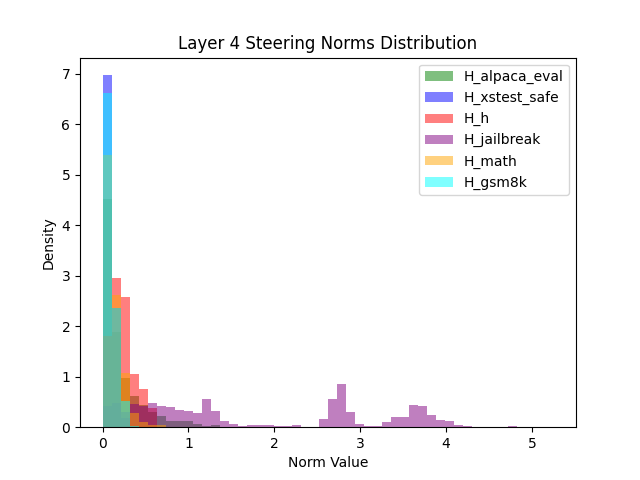 Layer 4 Steering Norms Distribution
H_alpaca_eval
H_xstest_safe
H_h
H_jailbreak
H_math
H_gsm8k
Density
7
6
5
4
3
2
1
0
0 1 2 3 4 5
Norm Value